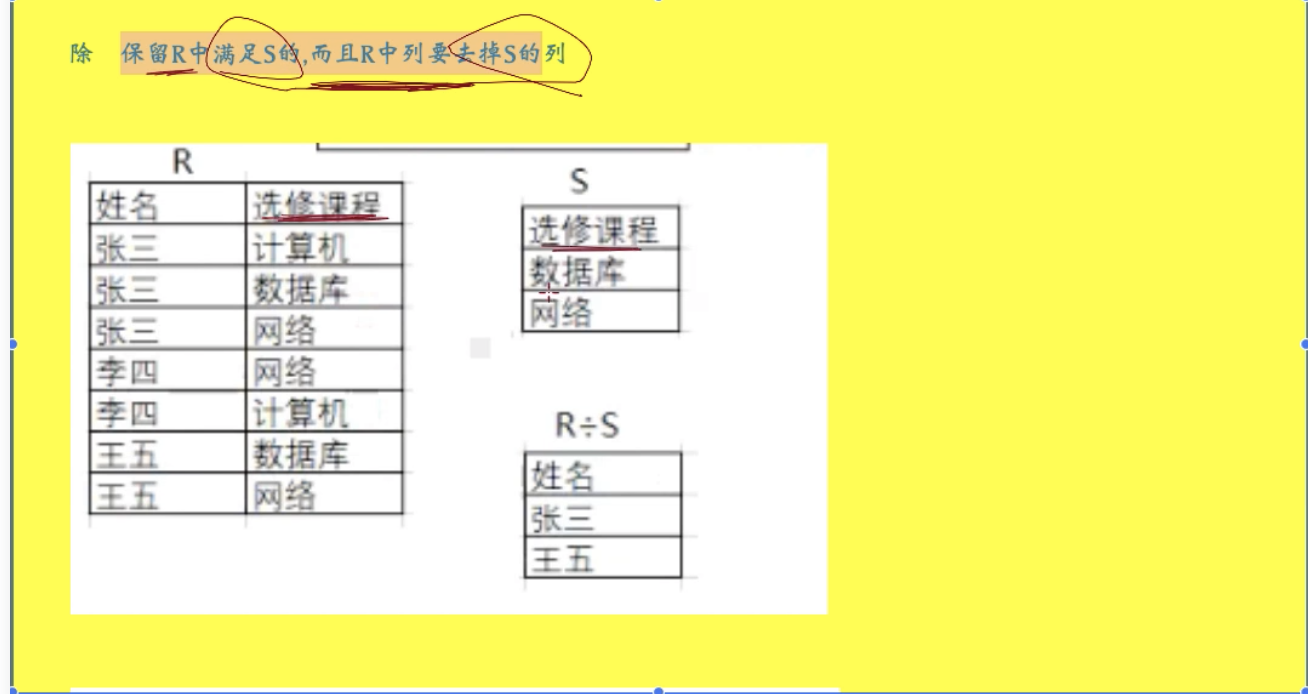 除 保留R中满足S的,而且R中列要去掉S的列
R
姓名 选修课程
张三 计算机
张三 数据库
张三 网络
李四 网络
李四 计算机
王五 数据库
王五 网络
S
选修课程
数据库
网络
R÷S
姓名
张三
王五